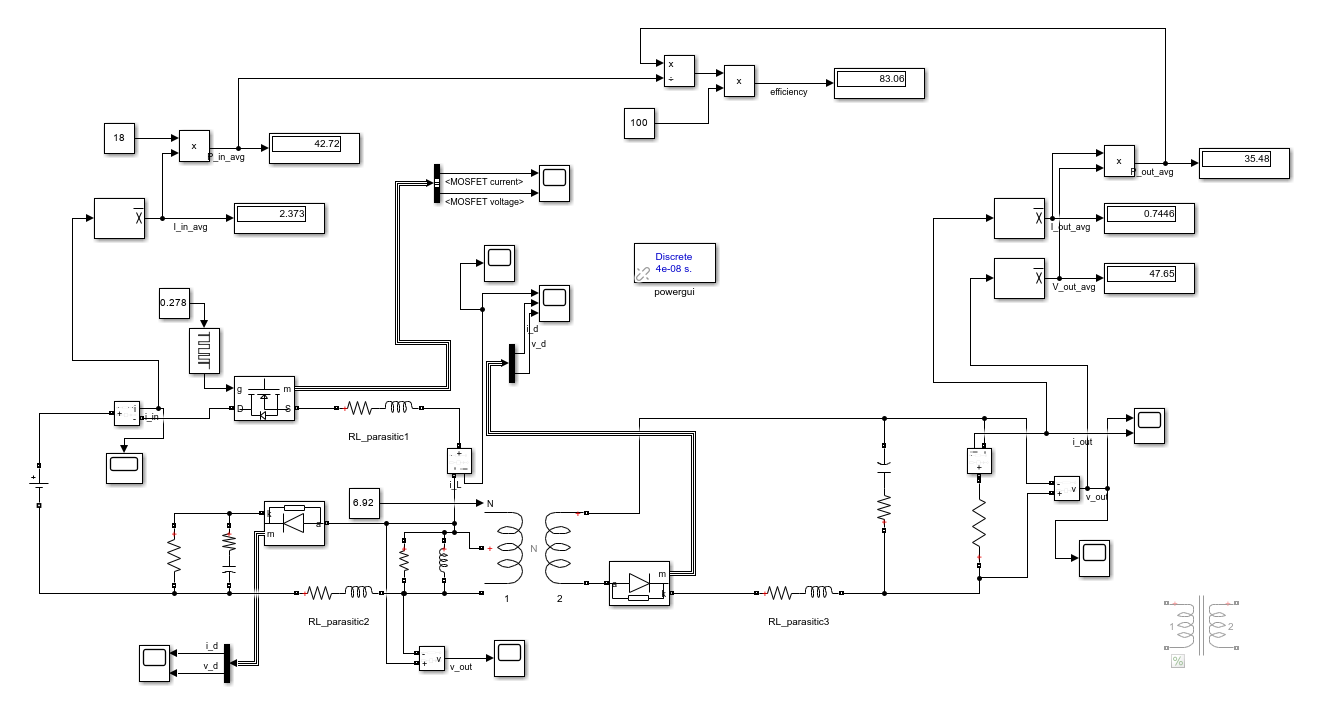 x
÷
x
83.06
efficiency
100
18
x
42.72
P_in_avg
x
35.48
P_out_avg
<MOSFET current>
<MOSFET voltage>
x
2.373
I_in_avg
x
0.7446
I_out_avg
Discrete
4e-08 s.
powergui
x
47.65
V_out_avg
0.278
i_d
v_d
g
m
D
S
i
+
-
i_in
RL_parasitic1
+
i_L
i_out
+
+
-
+
v
v_out
6.92
N
k
a
m
+
N
+
1
2
m
a
k
RL_parasitic2
RL_parasitic3
1
2
%
i_d
v_d
-
+
v
v_out